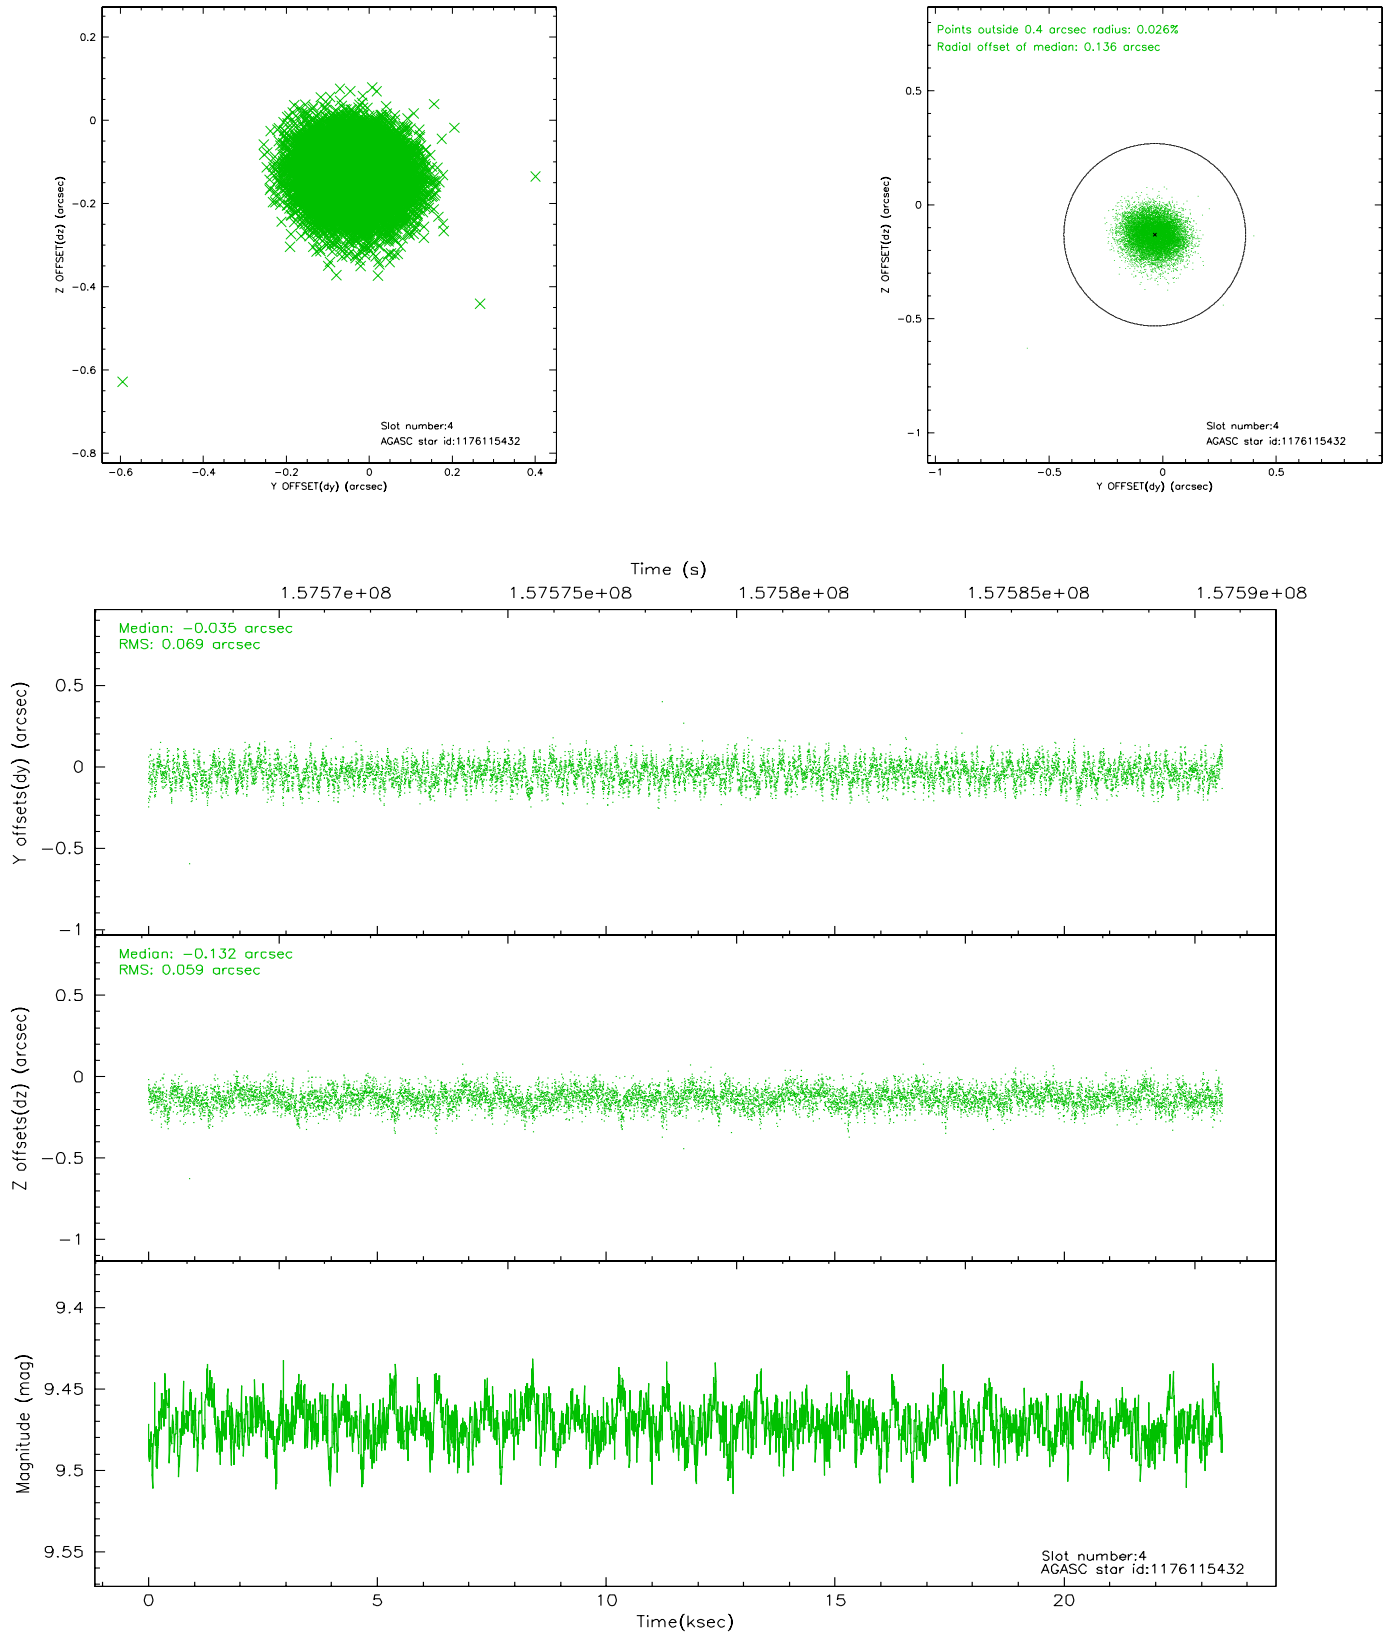 0.2
0
−0.2
−0.4
−0.6
−0.8
Z OFFSET(dz) (arcsec)
Slot number:4
AGASC star id:1176115432
−0.6 −0.4 −0.2 0 0.2 0.4
Y OFFSET(dy) (arcsec)
Points outside 0.4 arcsec radius: 0.026%
Radial offset of median: 0.136 arcsec
0.5
0
−0.5
−1
Z OFFSET(dz) (arcsec)
Slot number:4
AGASC star id:1176115432
−1 −0.5 0 0.5
Y OFFSET(dy) (arcsec)
Time (s)
1.5757e+08 1.57575e+08 1.5758e+08 1.57585e+08 1.5759e+08
Median: −0.035 arcsec
RMS: 0.069 arcsec
0.5
0
−0.5
−1
Y offsets(dy) (arcsec)
Median: −0.132 arcsec
RMS: 0.059 arcsec
0.5
0
−0.5
−1
Z offsets(dz) (arcsec)
9.4
9.45
9.5
9.55
Magnitude (mag)
Slot number:4
AGASC star id:1176115432
0 5 10 15 20
Time(ksec)